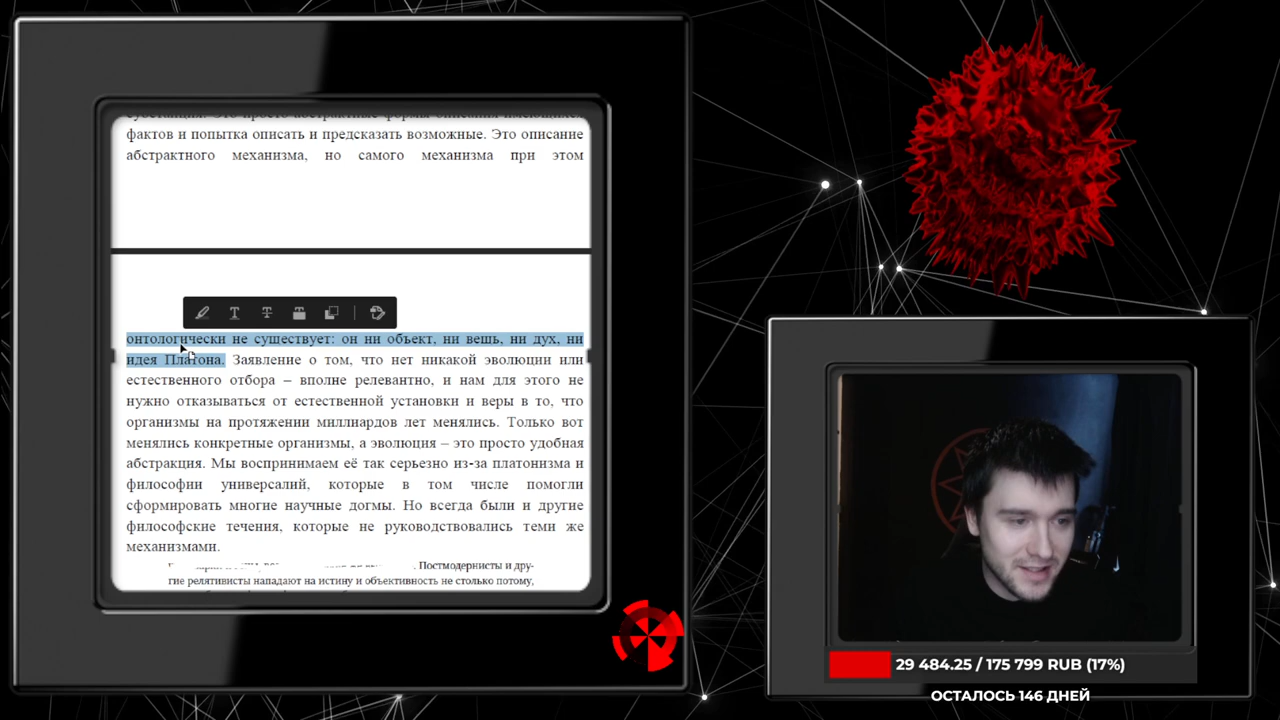 фактов и попытка описать и предсказать возможные. Это описание
абстрактного механизма, но самого механизма при этом
онтологически не существует: он ни объект, ни вещь, ни дух, ни
идея Платона. Заявление о том, что нет никакой эволюции или
естественного отбора – вполне релевантно, и нам для этого не
нужно отказываться от естественной установки и веры в то, что
организмы на протяжении миллиардов лет менялись. Только вот
менялись конкретные организмы, а эволюция – это просто удобная
абстракция. Мы воспринимаем её так серьезно из-за платонизма и
философии универсалий, которые в том числе помогли
сформировать многие научные догмы. Но всегда были и другие
философские течения, которые не руководствовались теми же
механизмами.
Постмодернисты и дру-
гие релятивисты нападают на истину и объективность не столько потому,
29 484.25 / 175 799 RUB (17%)
ОСТАЛОСЬ 146 ДНЕЙ